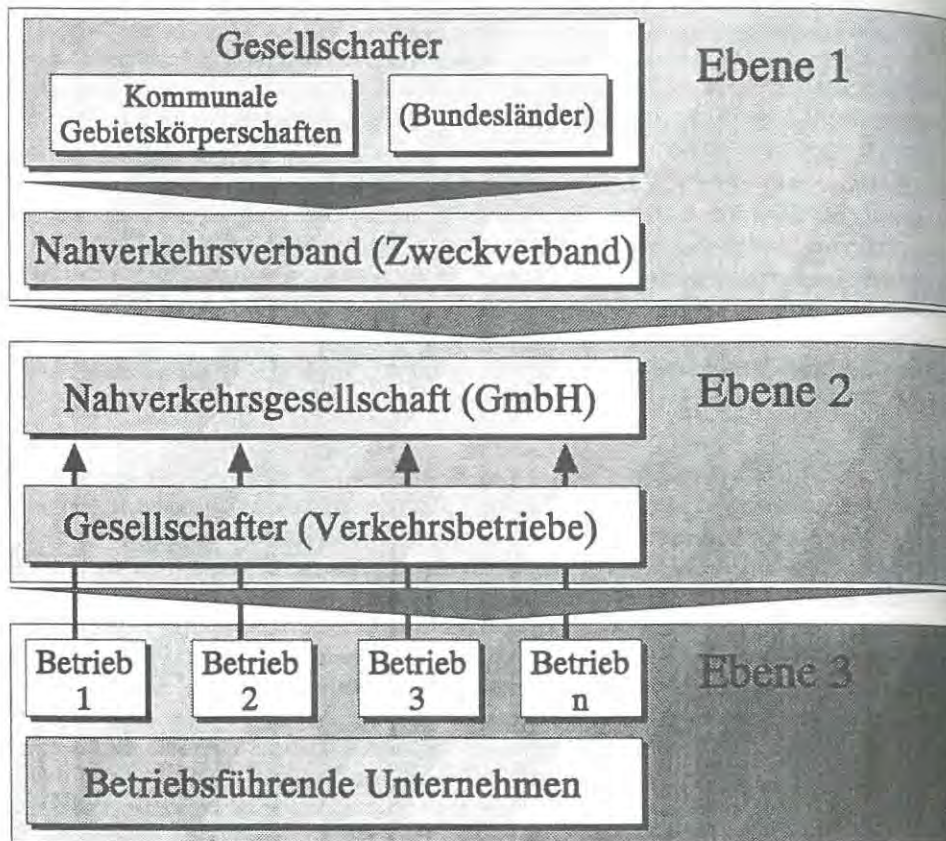 Gesellschafter
Ebene 1
Kommunale
Gebietskörperschaften
(Bundesländer)
Nahverkehrsverband (Zweckverband)
Nahverkehrsgesellschaft (GmbH)
Ebene 2
Gesellschafter (Verkehrsbetriebe)
Betrieb
1
Betrieb
2
Betrieb
3
Betrieb
n
Ebene 3
Betriebsführende Unternehmen